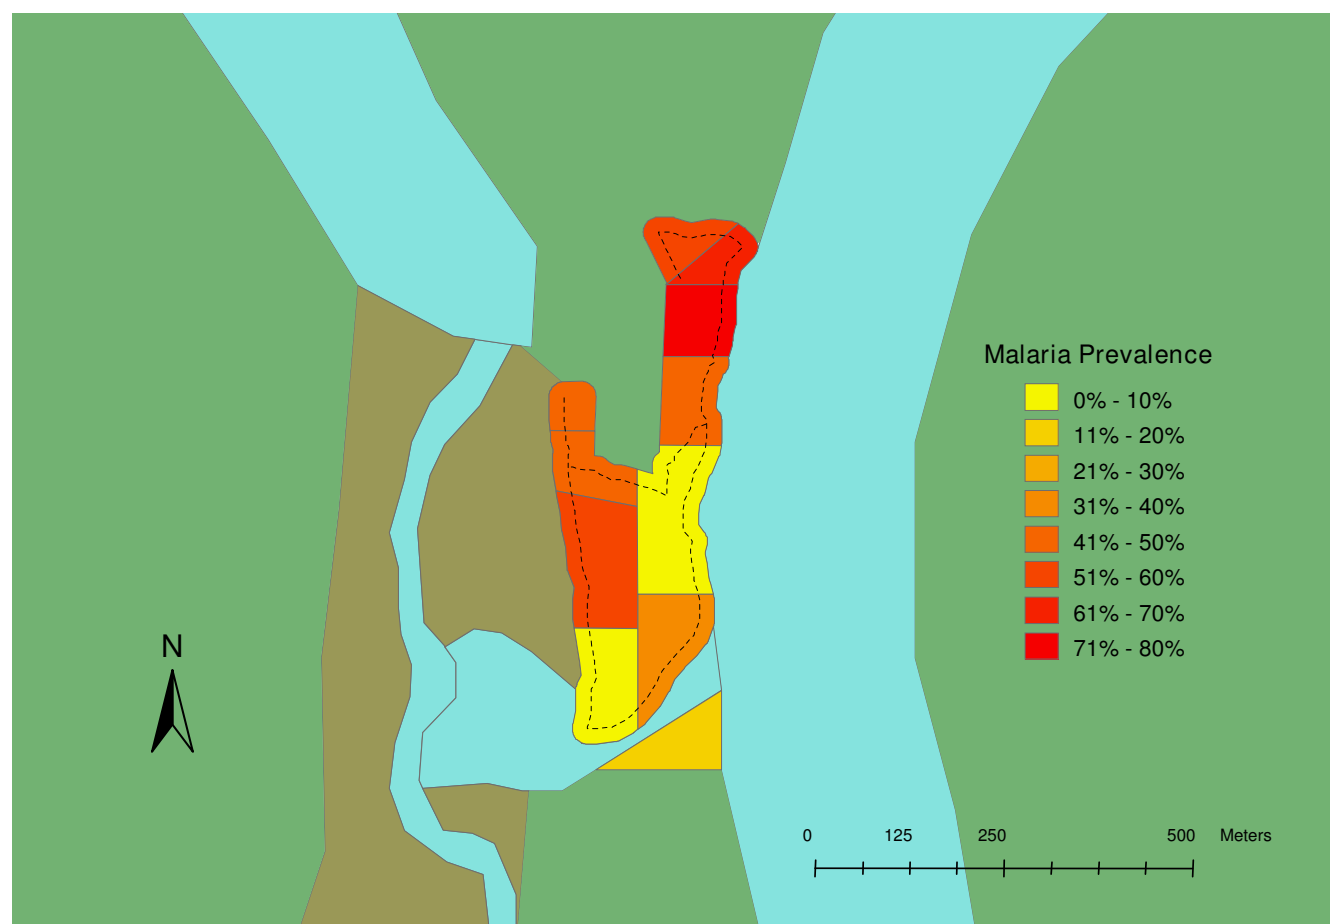 Malaria Prevalence
0% - 10%
11% - 20%
21% - 30%
31% - 40%
41% - 50%
51% - 60%
61% - 70%
71% - 80%
N
0 125 250 500 Meters